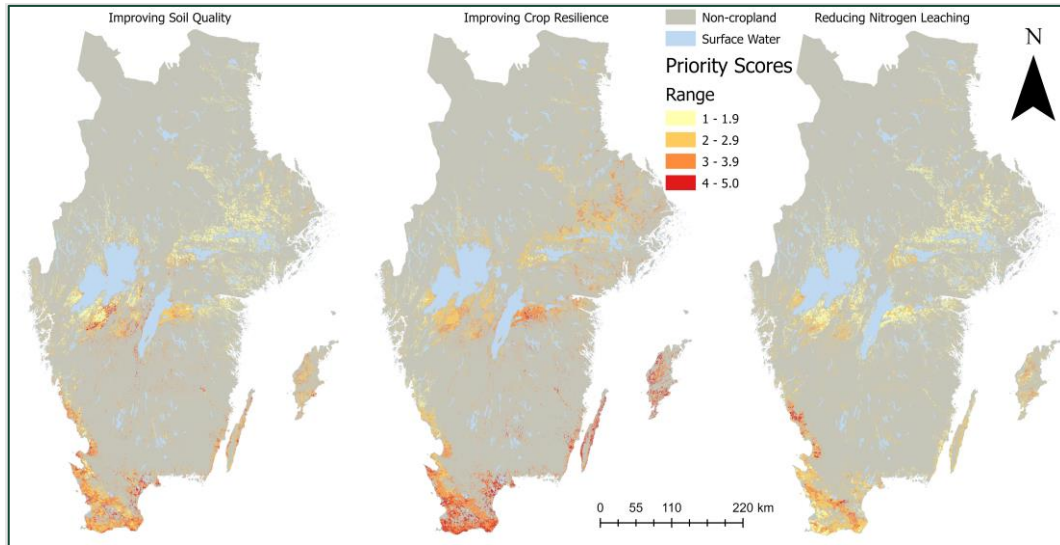 Improving Soil Quality
Improving Crop Resilience
Reducing Nitrogen Leaching
Non-cropland
Surface Water
Priority Scores
Range
1 - 1.9
2 - 2.9
3 - 3.9
4 - 5.0
N
0 55 110 220 km